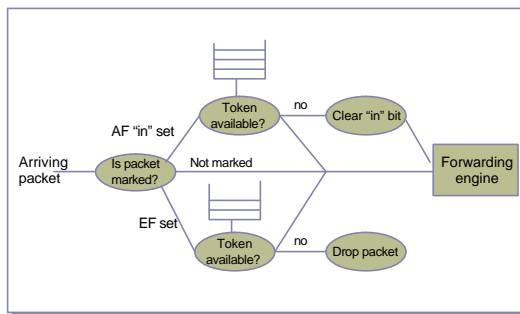 Token
available?
no
Clear “in” bit
AF “in” set
Arriving
packet
Is packet
marked?
Not marked
Forwarding
engine
EF set
Token
available?
no
Drop packet